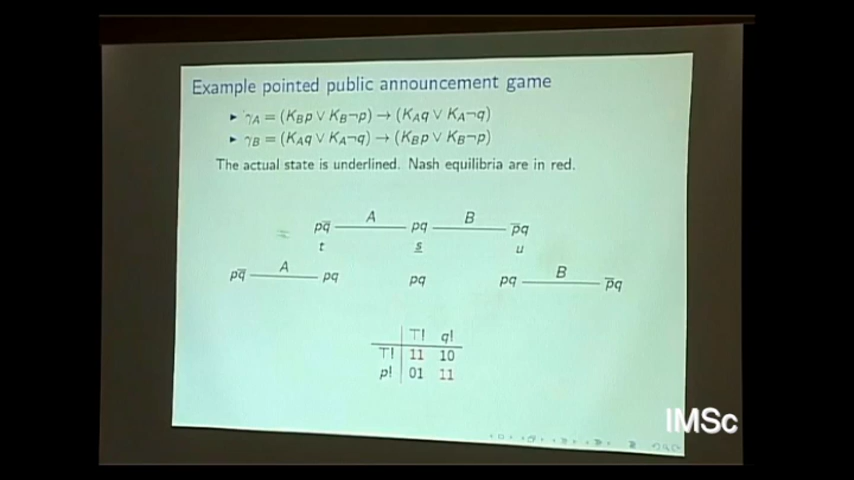 Example pointed public announcement game
▸ γA = (KBp ∨ KB¬p) → (KAq ∨ KA¬q)
▸ γB = (KAq ∨ KA¬q) → (KBp ∨ KB¬p)
The actual state is underlined. Nash equilibria are in red.
A B
pq̅ pq p̅q
t s u
A B
pq̅ pq pq pq p̅q
⊤! q!
⊤! 11 10
p! 01 11
IMSc